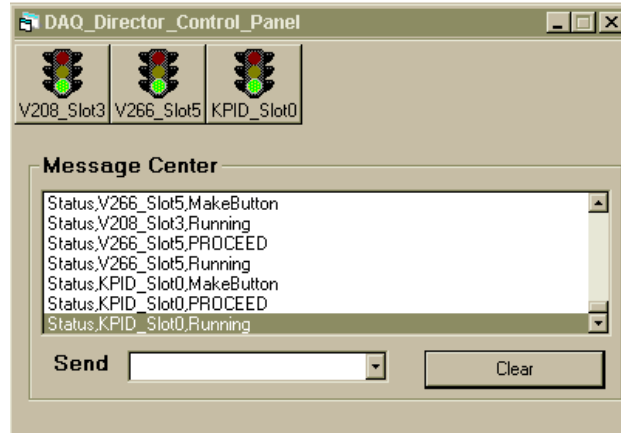 DAQ_Director_Control_Panel
V208_Slot3 V266_Slot5 KPID_Slot0
Message Center
Status,V266_Slot5,MakeButton
Status,V208_Slot3,Running
Status,V266_Slot5,PROCEED
Status,V266_Slot5,Running
Status,KPID_Slot0,MakeButton
Status,KPID_Slot0,PROCEED
Status,KPID_Slot0,Running
Send Clear